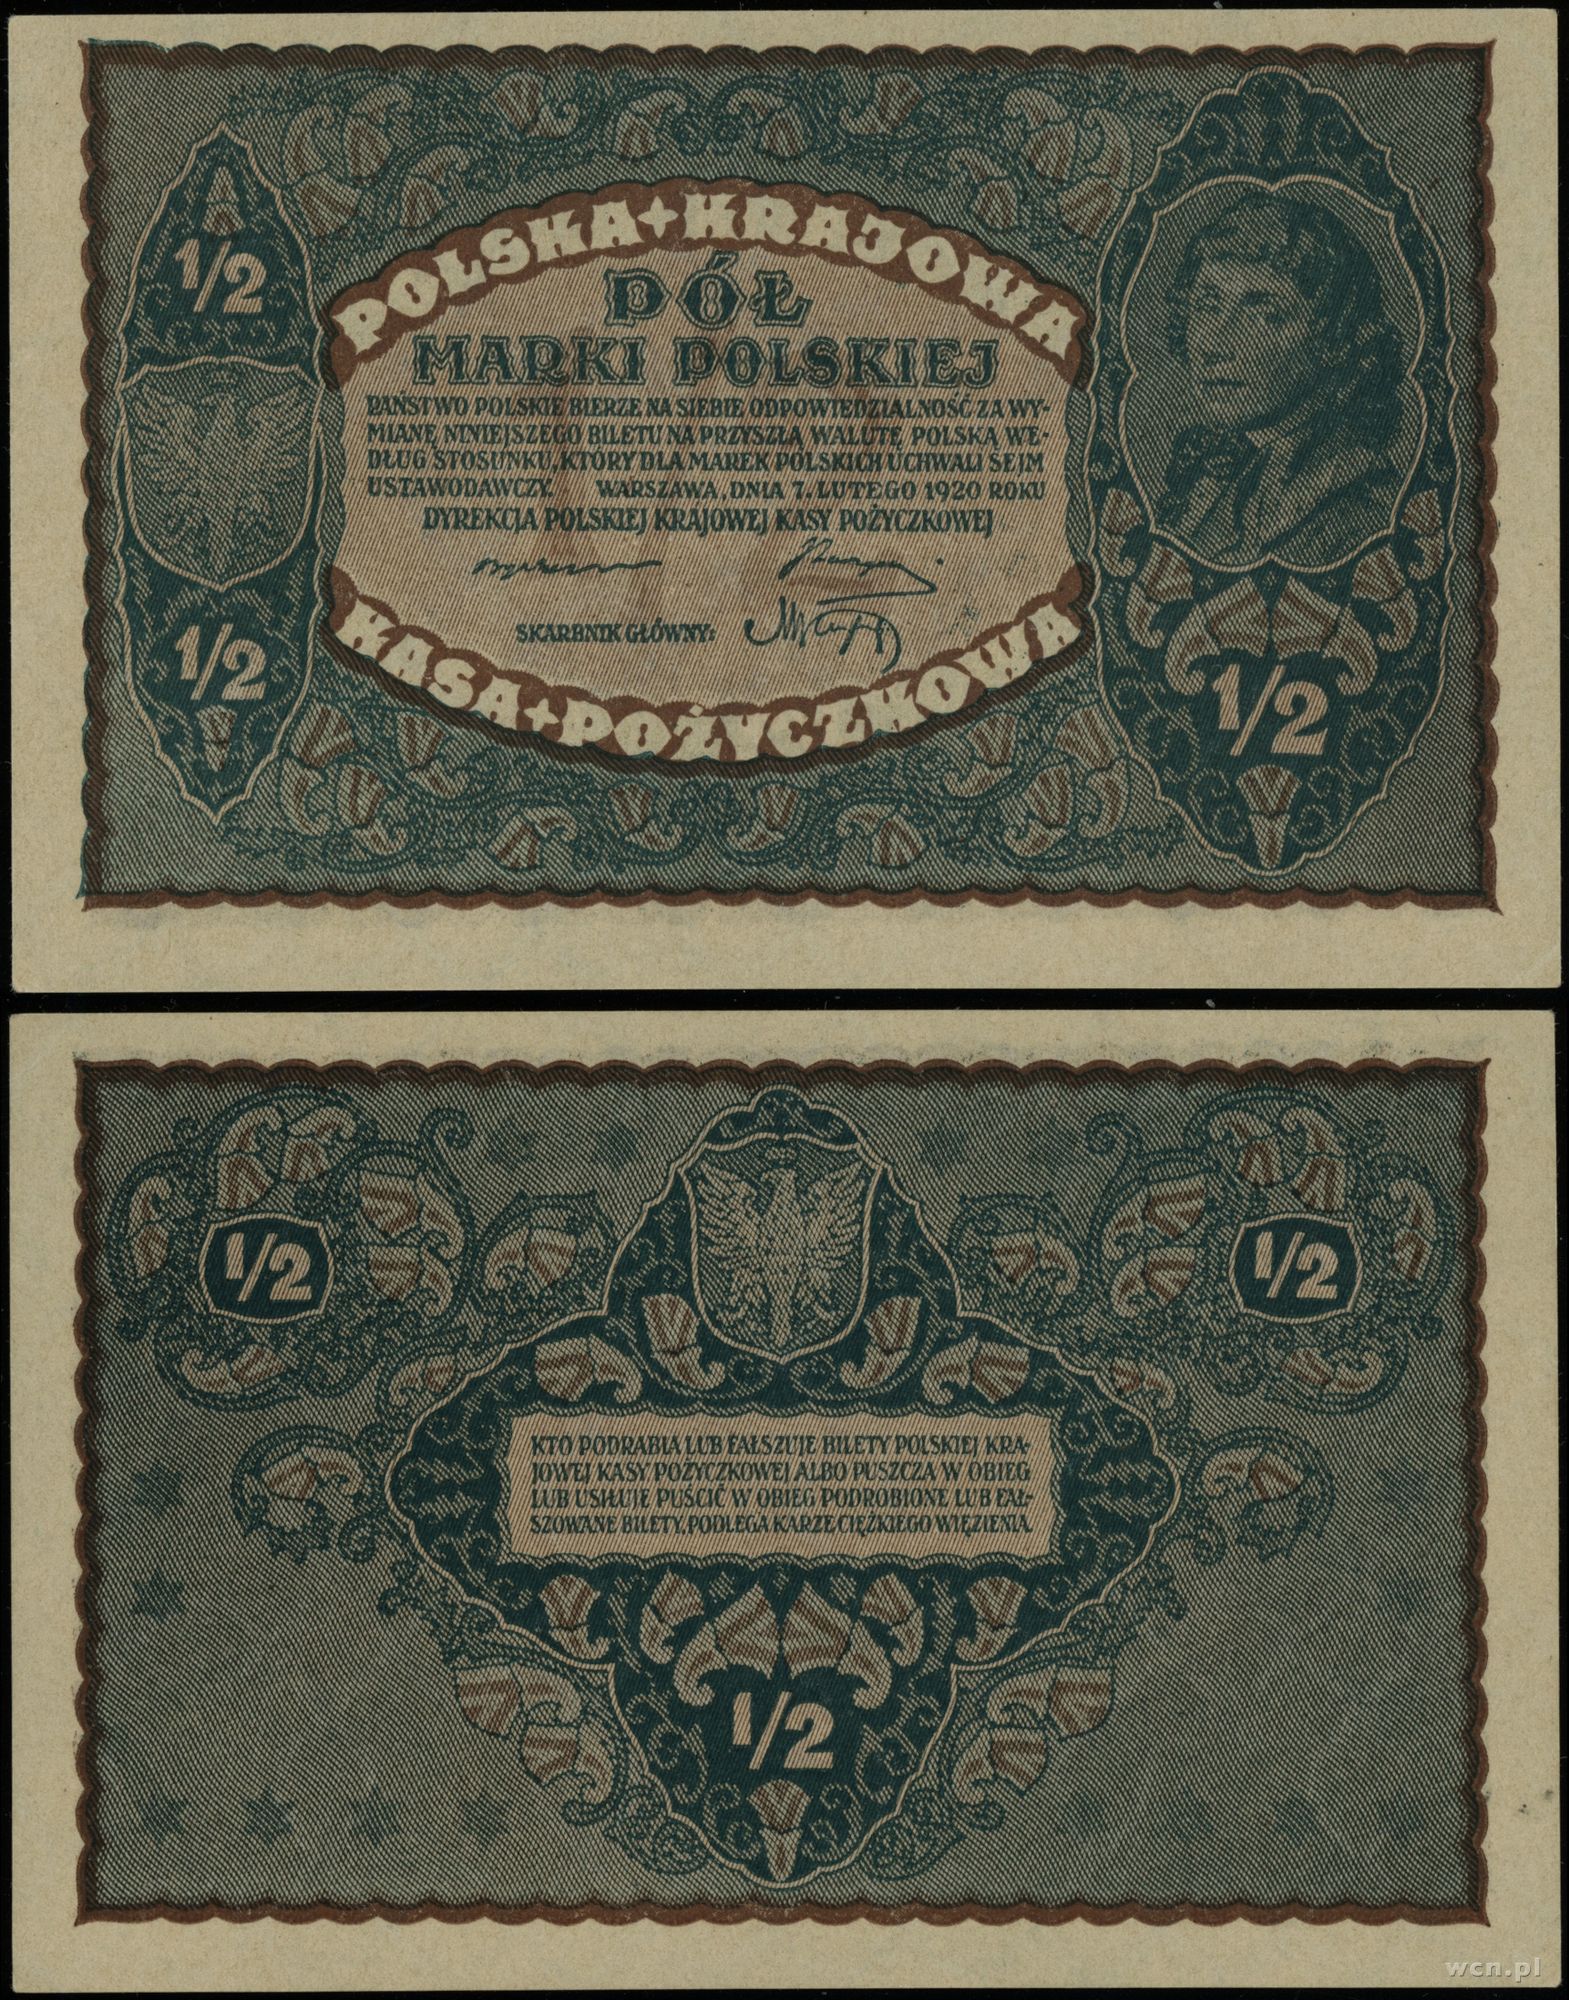 POLSKA + KRAJOWA
1/2
PÓŁ
MARKI POLSKIEJ
PAŃSTWO POLSKIE BIERZE NA SIEBIE ODPOWIEDZIALNOŚĆ ZA WY-
MIANĘ NINIEJSZEGO BILETU NA PRZYSZŁĄ WALUTĘ POLSKĄ WE-
DŁUG STOSUNKU, KTÓRY DLA MAREK POLSKICH UCHWALI SEJM
USTAWODAWCZY. WARSZAWA, DNIA 7. LUTEGO 1920 ROKU
DYREKCJA POLSKIEJ KRAJOWEJ KASY POŻYCZKOWEJ
SKARBNIK GŁÓWNY:
1/2
1/2
KASA + POŻYCZKOWA
1/2
1/2
KTO PODRABIA LUB FAŁSZUJE BILETY POLSKIEJ KRA-
JOWEJ KASY POŻYCZKOWEJ ALBO PUSZCZA W OBIEG
LUB USIŁUJE PUŚCIĆ W OBIEG PODROBIONE LUB FAŁ-
SZOWANE BILETY, PODLEGA KARZE CIĘŻKIEGO WIĘZIENIA.
1/2
wcn.pl